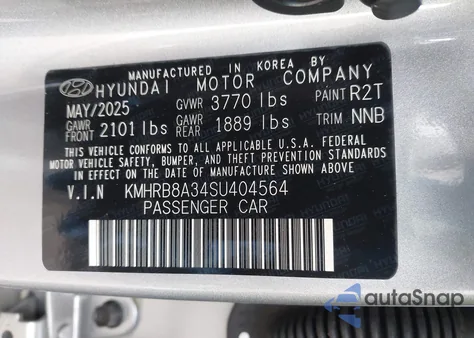 MANUFACTURED IN KOREA BY
HYUNDAI MOTOR COMPANY
MAY/2025 GVWR 3770 lbs PAINT R2T
GAWR FRONT 2101 lbs GAWR REAR 1889 lbs TRIM NNB
THIS VEHICLE CONFORMS TO ALL APPLICABLE U.S.A. FEDERAL
MOTOR VEHICLE SAFETY, BUMPER, AND THEFT PREVENTION STANDARDS
IN EFFECT ON THE DATE OF MANUFACTURE SHOWN ABOVE.
V.I.N KMHRB8A34SU404564
PASSENGER CAR
autoSnap